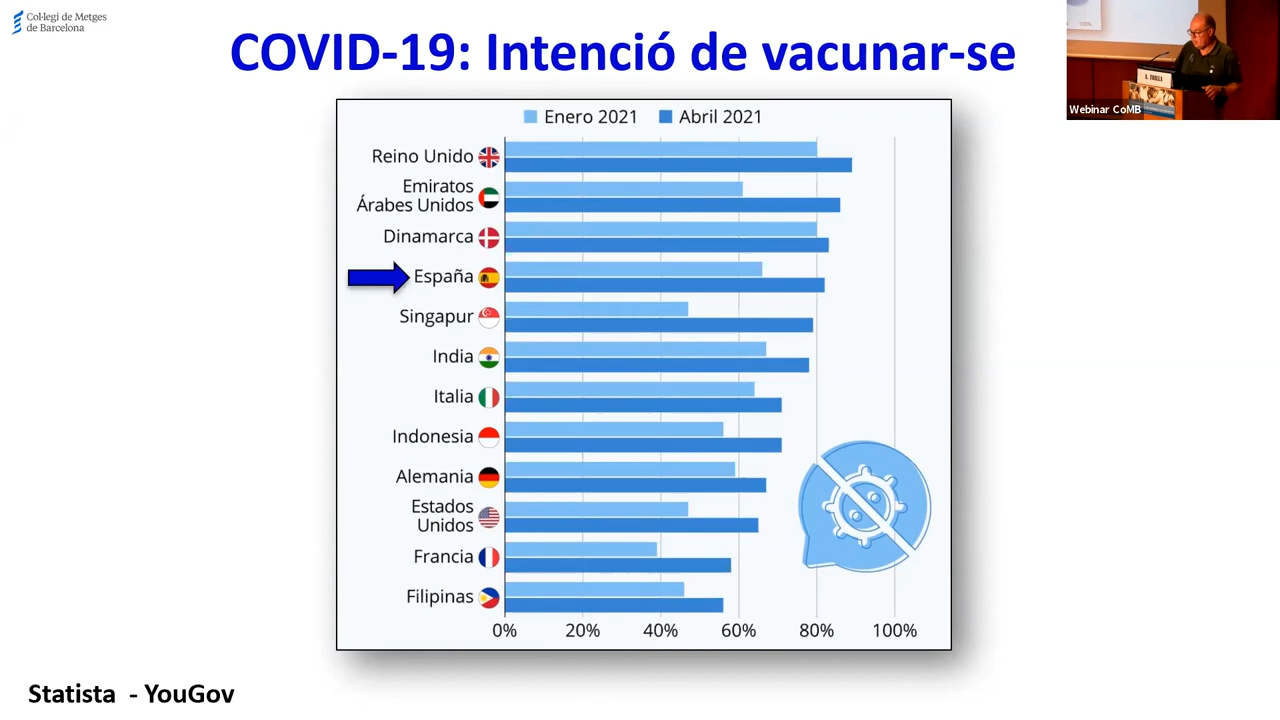 Col·legi de Metges
de Barcelona
COVID-19: Intenció de vacunar-se
Webinar CoMB
Enero 2021 Abril 2021
Reino Unido
Emiratos
Árabes Unidos
Dinamarca
España
Singapur
India
Italia
Indonesia
Alemania
Estados
Unidos
Francia
Filipinas
0% 20% 40% 60% 80% 100%
Statista - YouGov